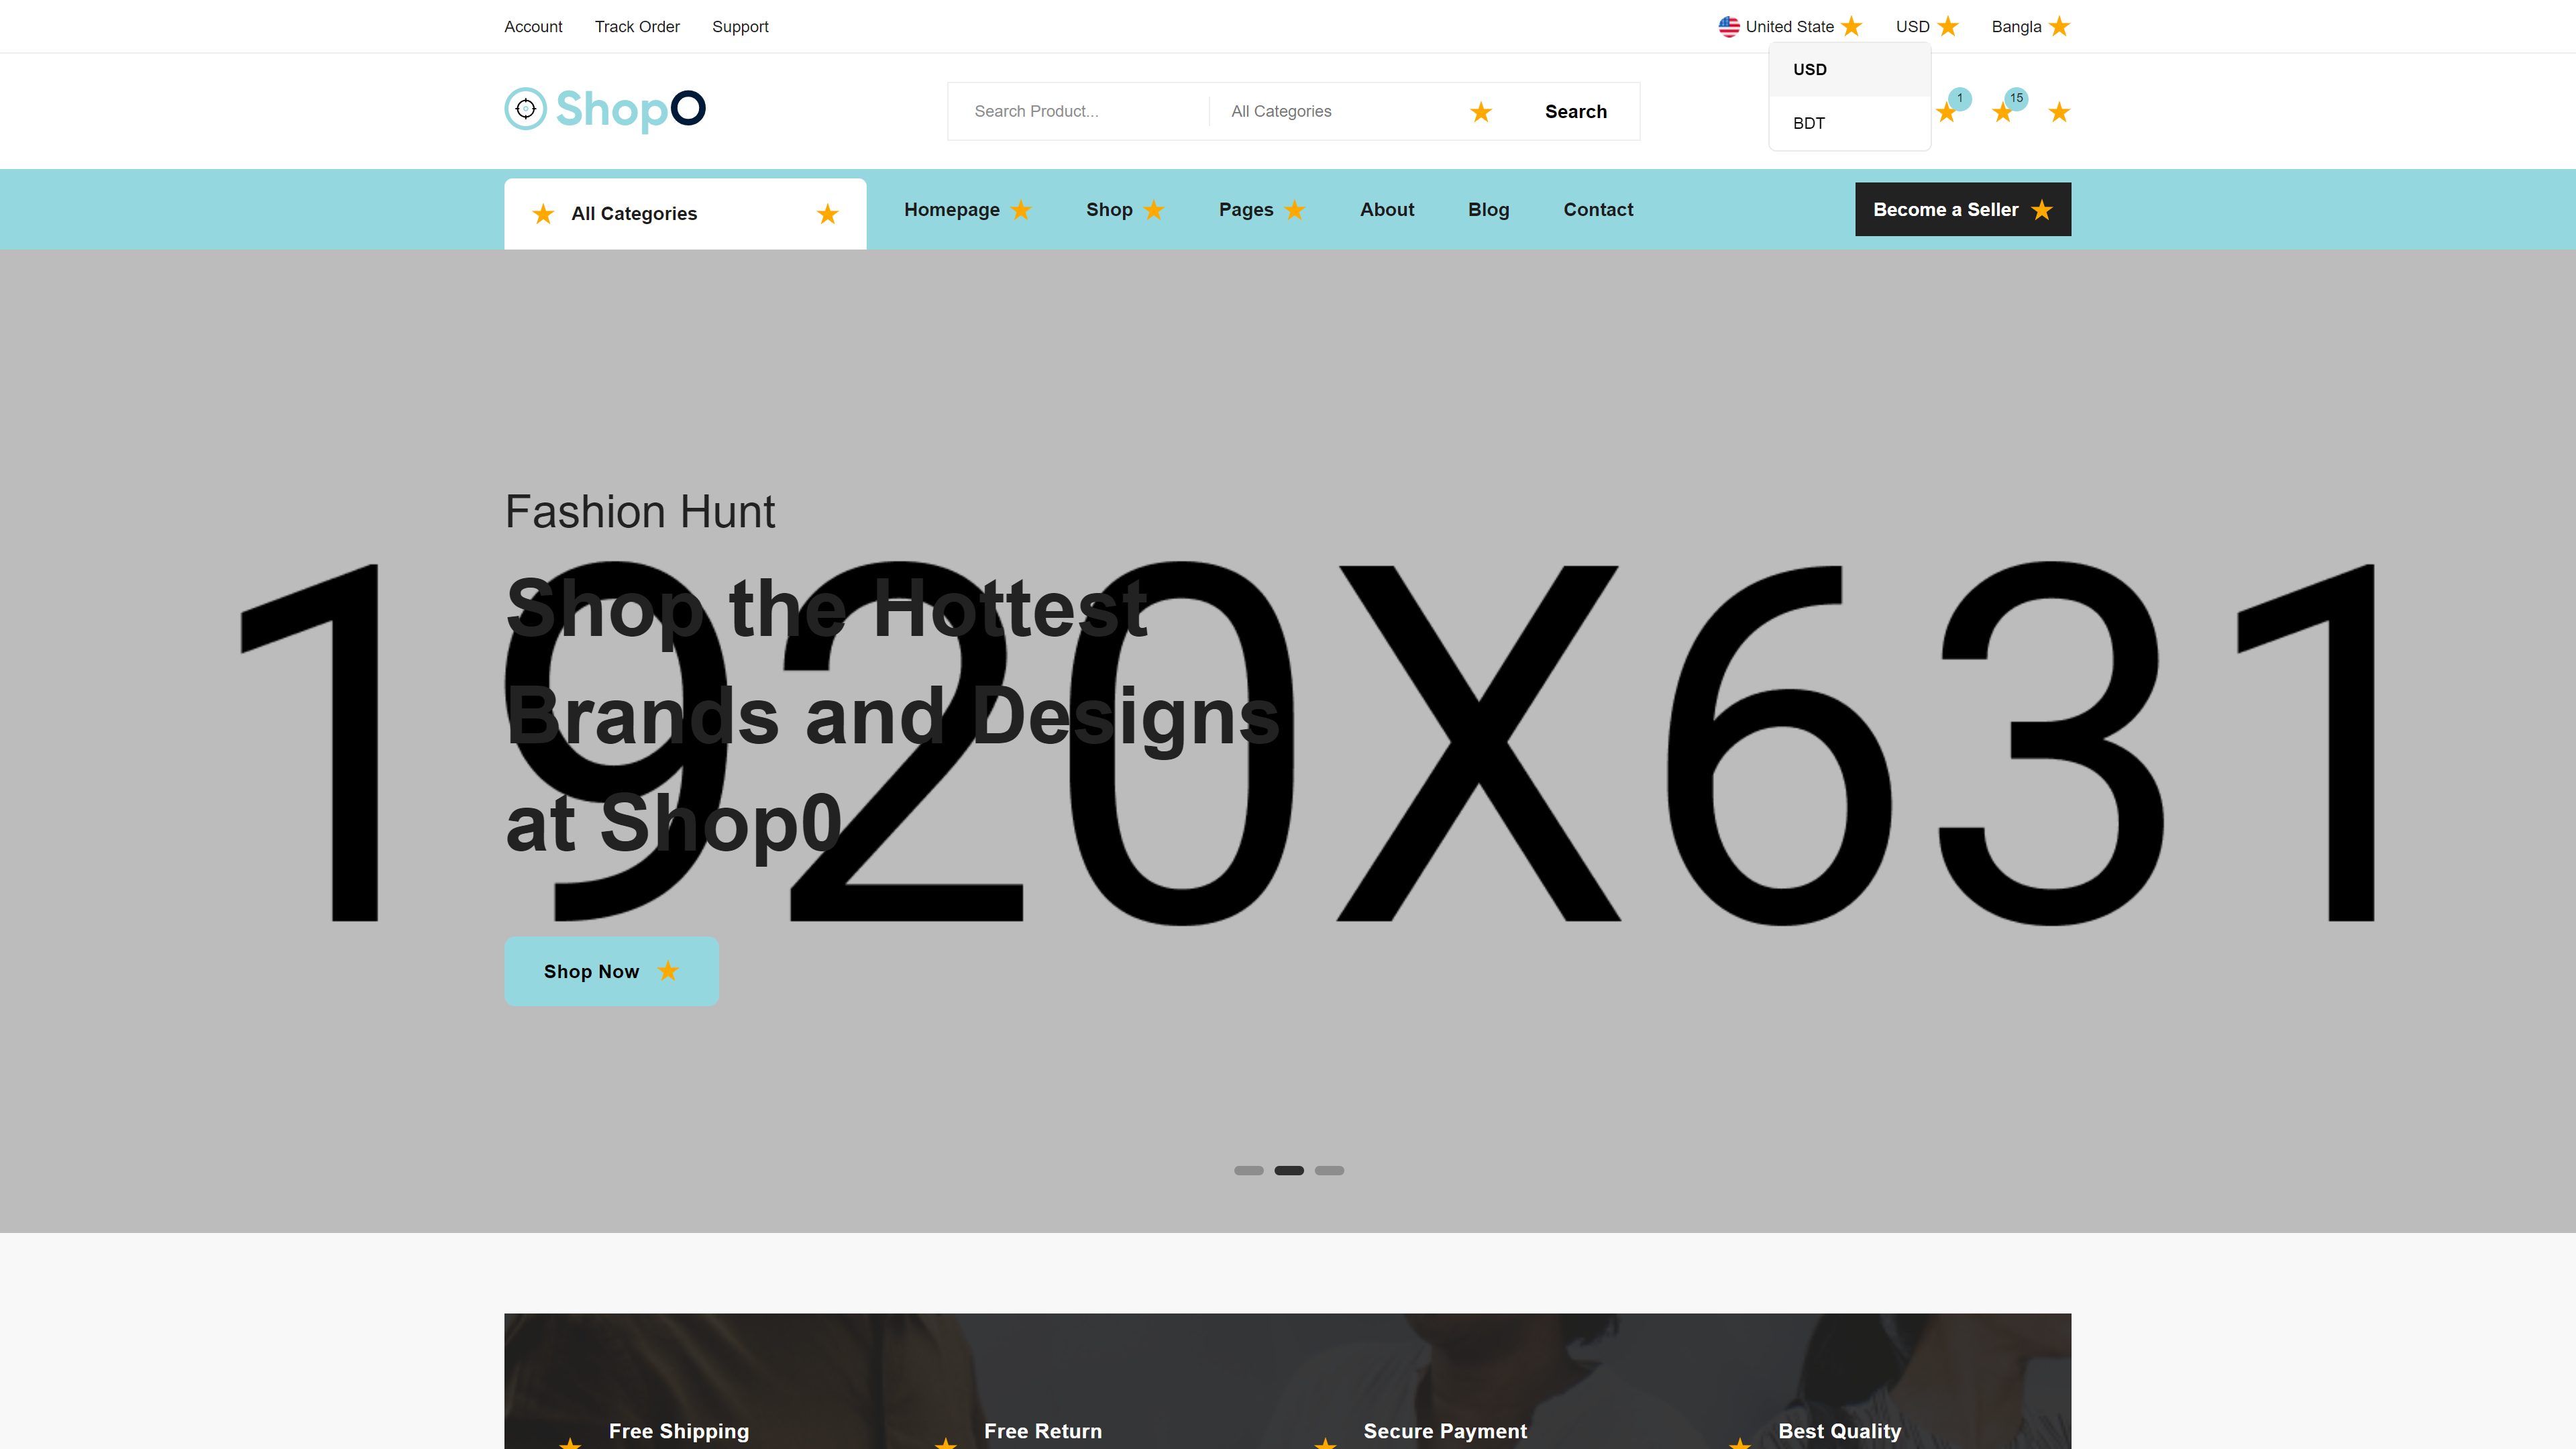 Account Track Order Support United State USD Bangla
USD
BDT
ShopO
Search Product... All Categories Search
1 15
All Categories Homepage Shop Pages About Blog Contact Become a Seller
Fashion Hunt
1920X631
Shop the Hottest
Brands and Designs
at Shop0
Shop Now
Free Shipping Free Return Secure Payment Best Quality